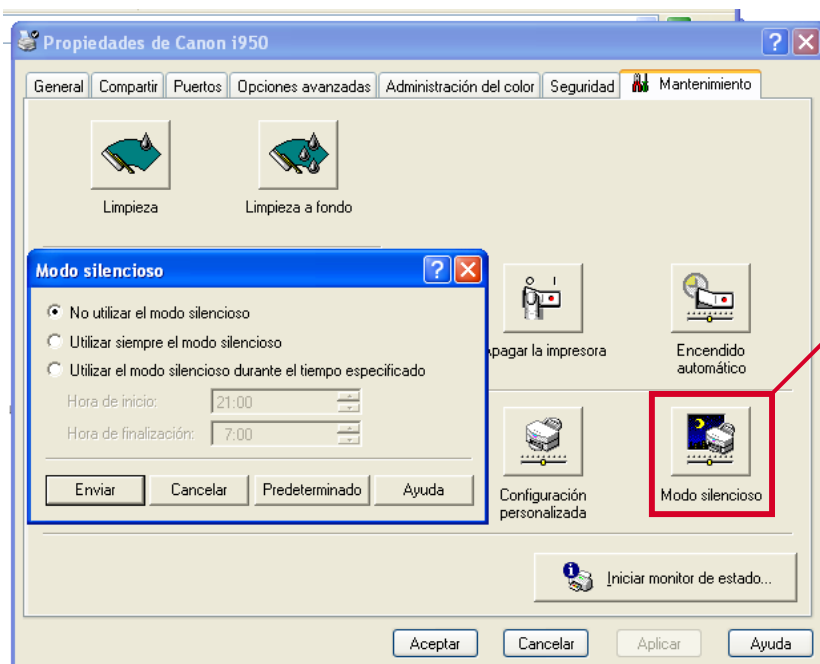 Propiedades de Canon i950
General Compartir Puertos Opciones avanzadas Administración del color Seguridad Mantenimiento
Limpieza Limpieza a fondo
Modo silencioso
No utilizar el modo silencioso
Utilizar siempre el modo silencioso
Utilizar el modo silencioso durante el tiempo especificado
Hora de inicio: 21:00
Hora de finalización: 7:00
Enviar Cancelar Predeterminado Ayuda
Apagar la impresora
Encendido
automático
Configuración
personalizada
Modo silencioso
Iniciar monitor de estado...
Aceptar Cancelar Aplicar Ayuda